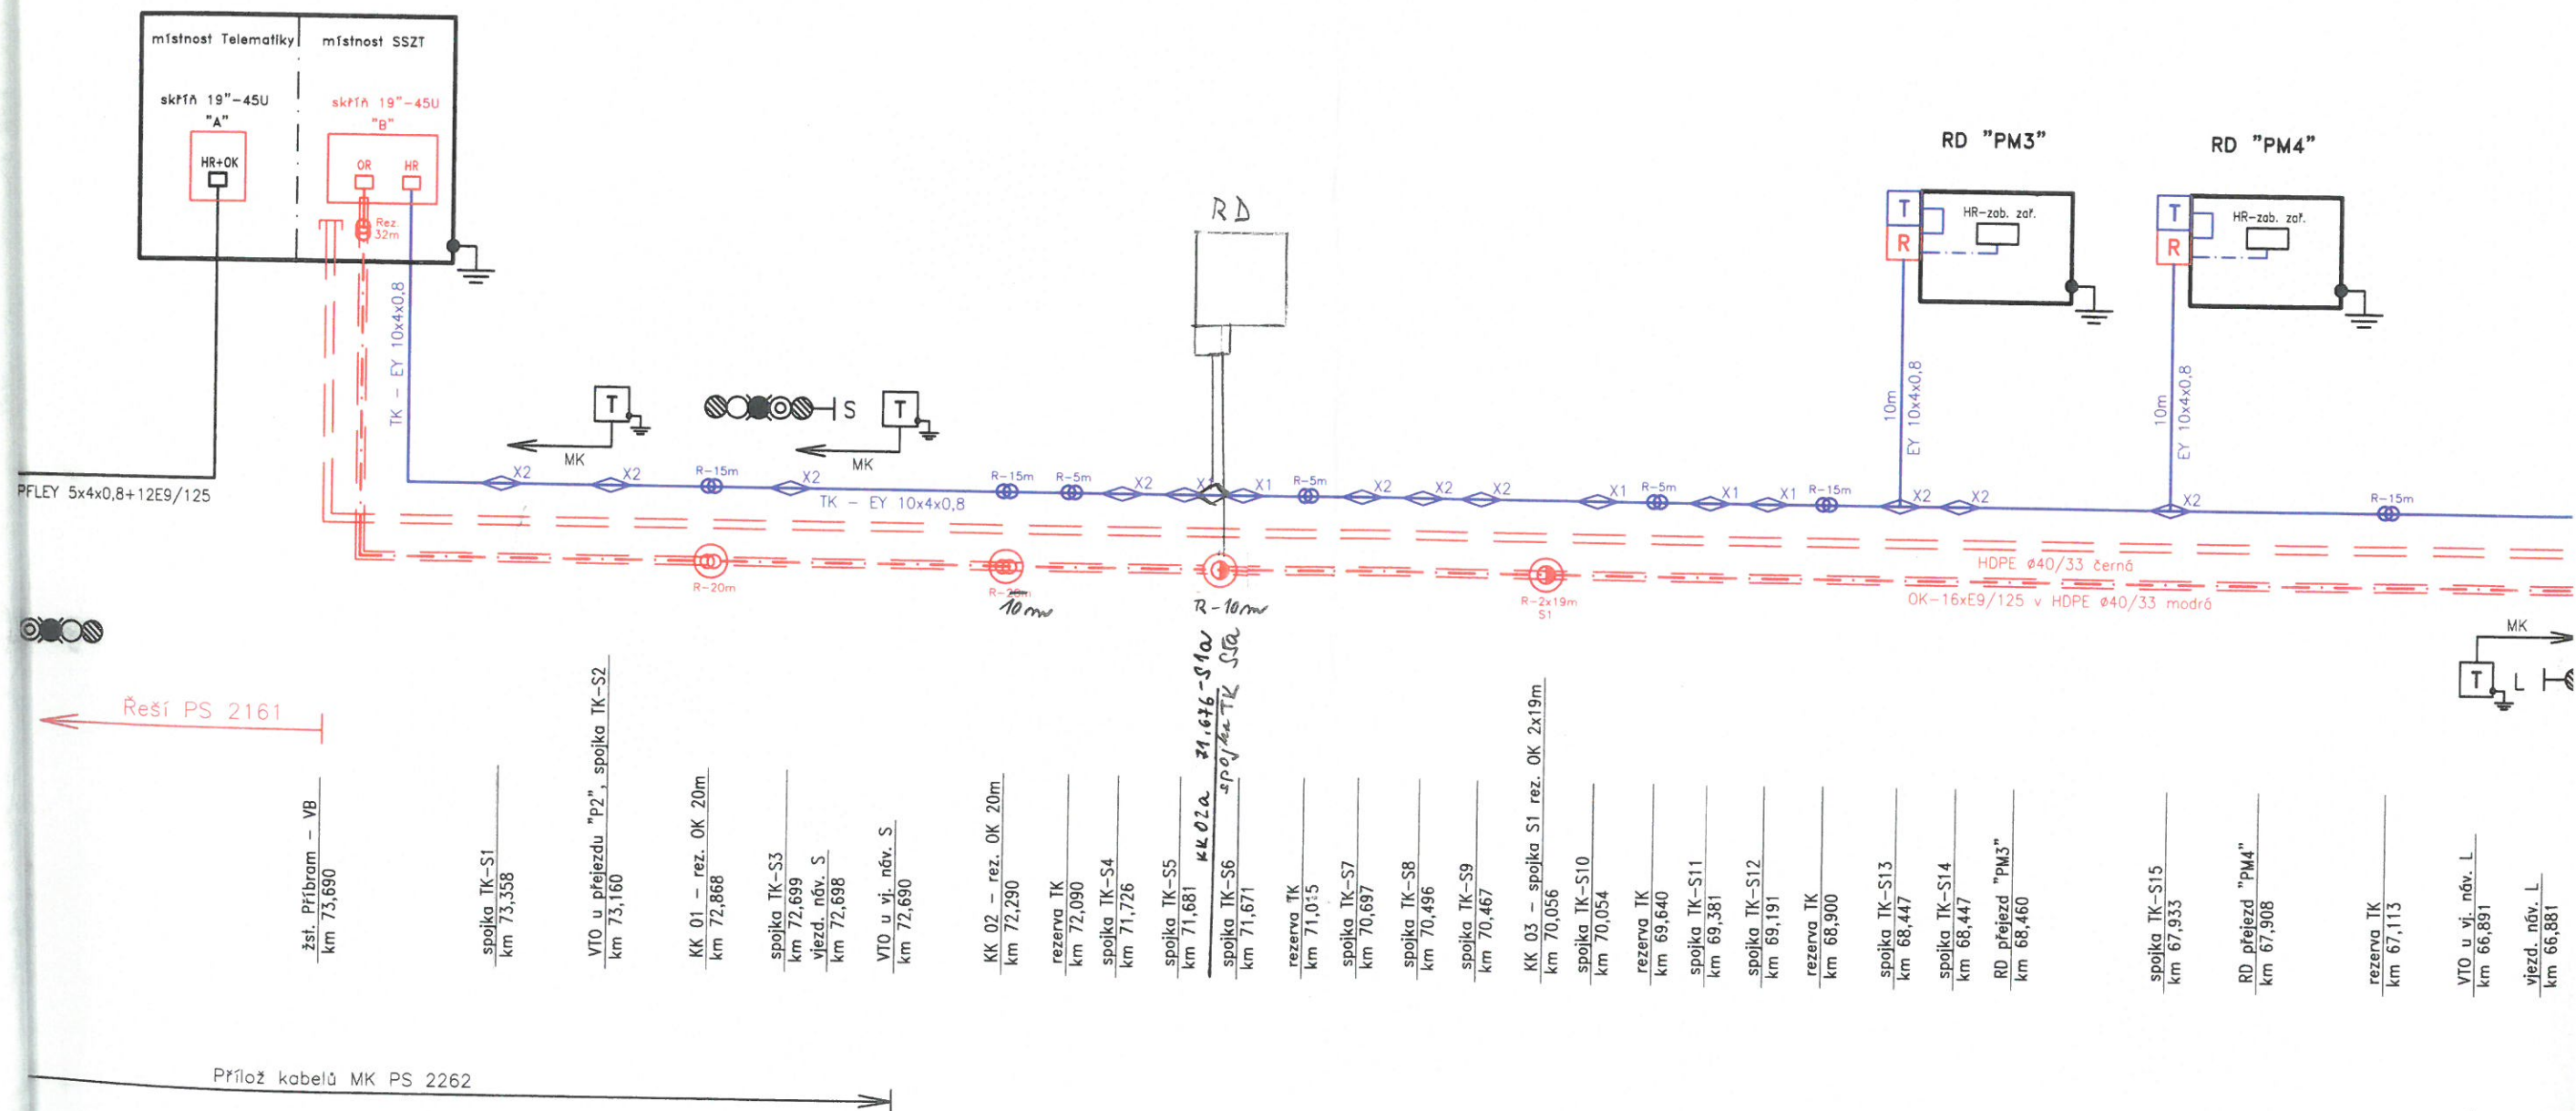 místnost Telematiky
místnost SSZT
skříň 19"-45U
"A"
HR+OK
skříň 19"-45U
"B"
OR
HR
Rez.
32m
TK - EY 10x4x0,8
PFLEY 5x4x0,8+12E9/125
T
MK
S
T
MK
RD
RD "PM3"
T
R
HR-zab. zař.
10m
EY 10x4x0,8
RD "PM4"
T
R
HR-zab. zař.
10m
EY 10x4x0,8
X2
X2
R-15m
X2
TK - EY 10x4x0,8
R-15m
R-5m
X2
X1
R-5m
X2
X2
X2
X1
R-5m
X1
X1
R-15m
X2
X2
X2
R-15m
HDPE ø40/33 černá
OK-16xE9/125 v HDPE ø40/33 modrá
R-20m
R-20m
10m
R-10m
R-2x19m
S1
MK
T
L
Řeší PS 2161
žst. Příbram - VB
km 73,690
spojka TK-S1
km 73,358
VTO u přejezdu "P2", spojka TK-S2
km 73,160
KK 01 - rez. OK 20m
km 72,868
spojka TK-S3
km 72,699
vjezd. náv. S
km 72,698
VTO u vj. náv. S
km 72,690
KK 02 - rez. OK 20m
km 72,290
rezerva TK
km 72,090
spojka TK-S4
km 71,726
spojka TK-S5
km 71,681
KK 02a 71,676-S1a
spojka TK S5a
spojka TK-S6
km 71,671
rezerva TK
km 71,015
spojka TK-S7
km 70,697
spojka TK-S8
km 70,496
spojka TK-S9
km 70,467
KK 03 - spojka S1 rez. OK 2x19m
km 70,056
spojka TK-S10
km 70,054
rezerva TK
km 69,640
spojka TK-S11
km 69,381
spojka TK-S12
km 69,191
rezerva TK
km 68,900
spojka TK-S13
km 68,447
spojka TK-S14
km 68,447
RD přejezd "PM3"
km 68,460
spojka TK-S15
km 67,933
RD přejezd "PM4"
km 67,908
rezerva TK
km 67,113
VTO u vj. náv. L
km 66,891
vjezd. náv. L
km 66,881
Přílož kabelů MK PS 2262